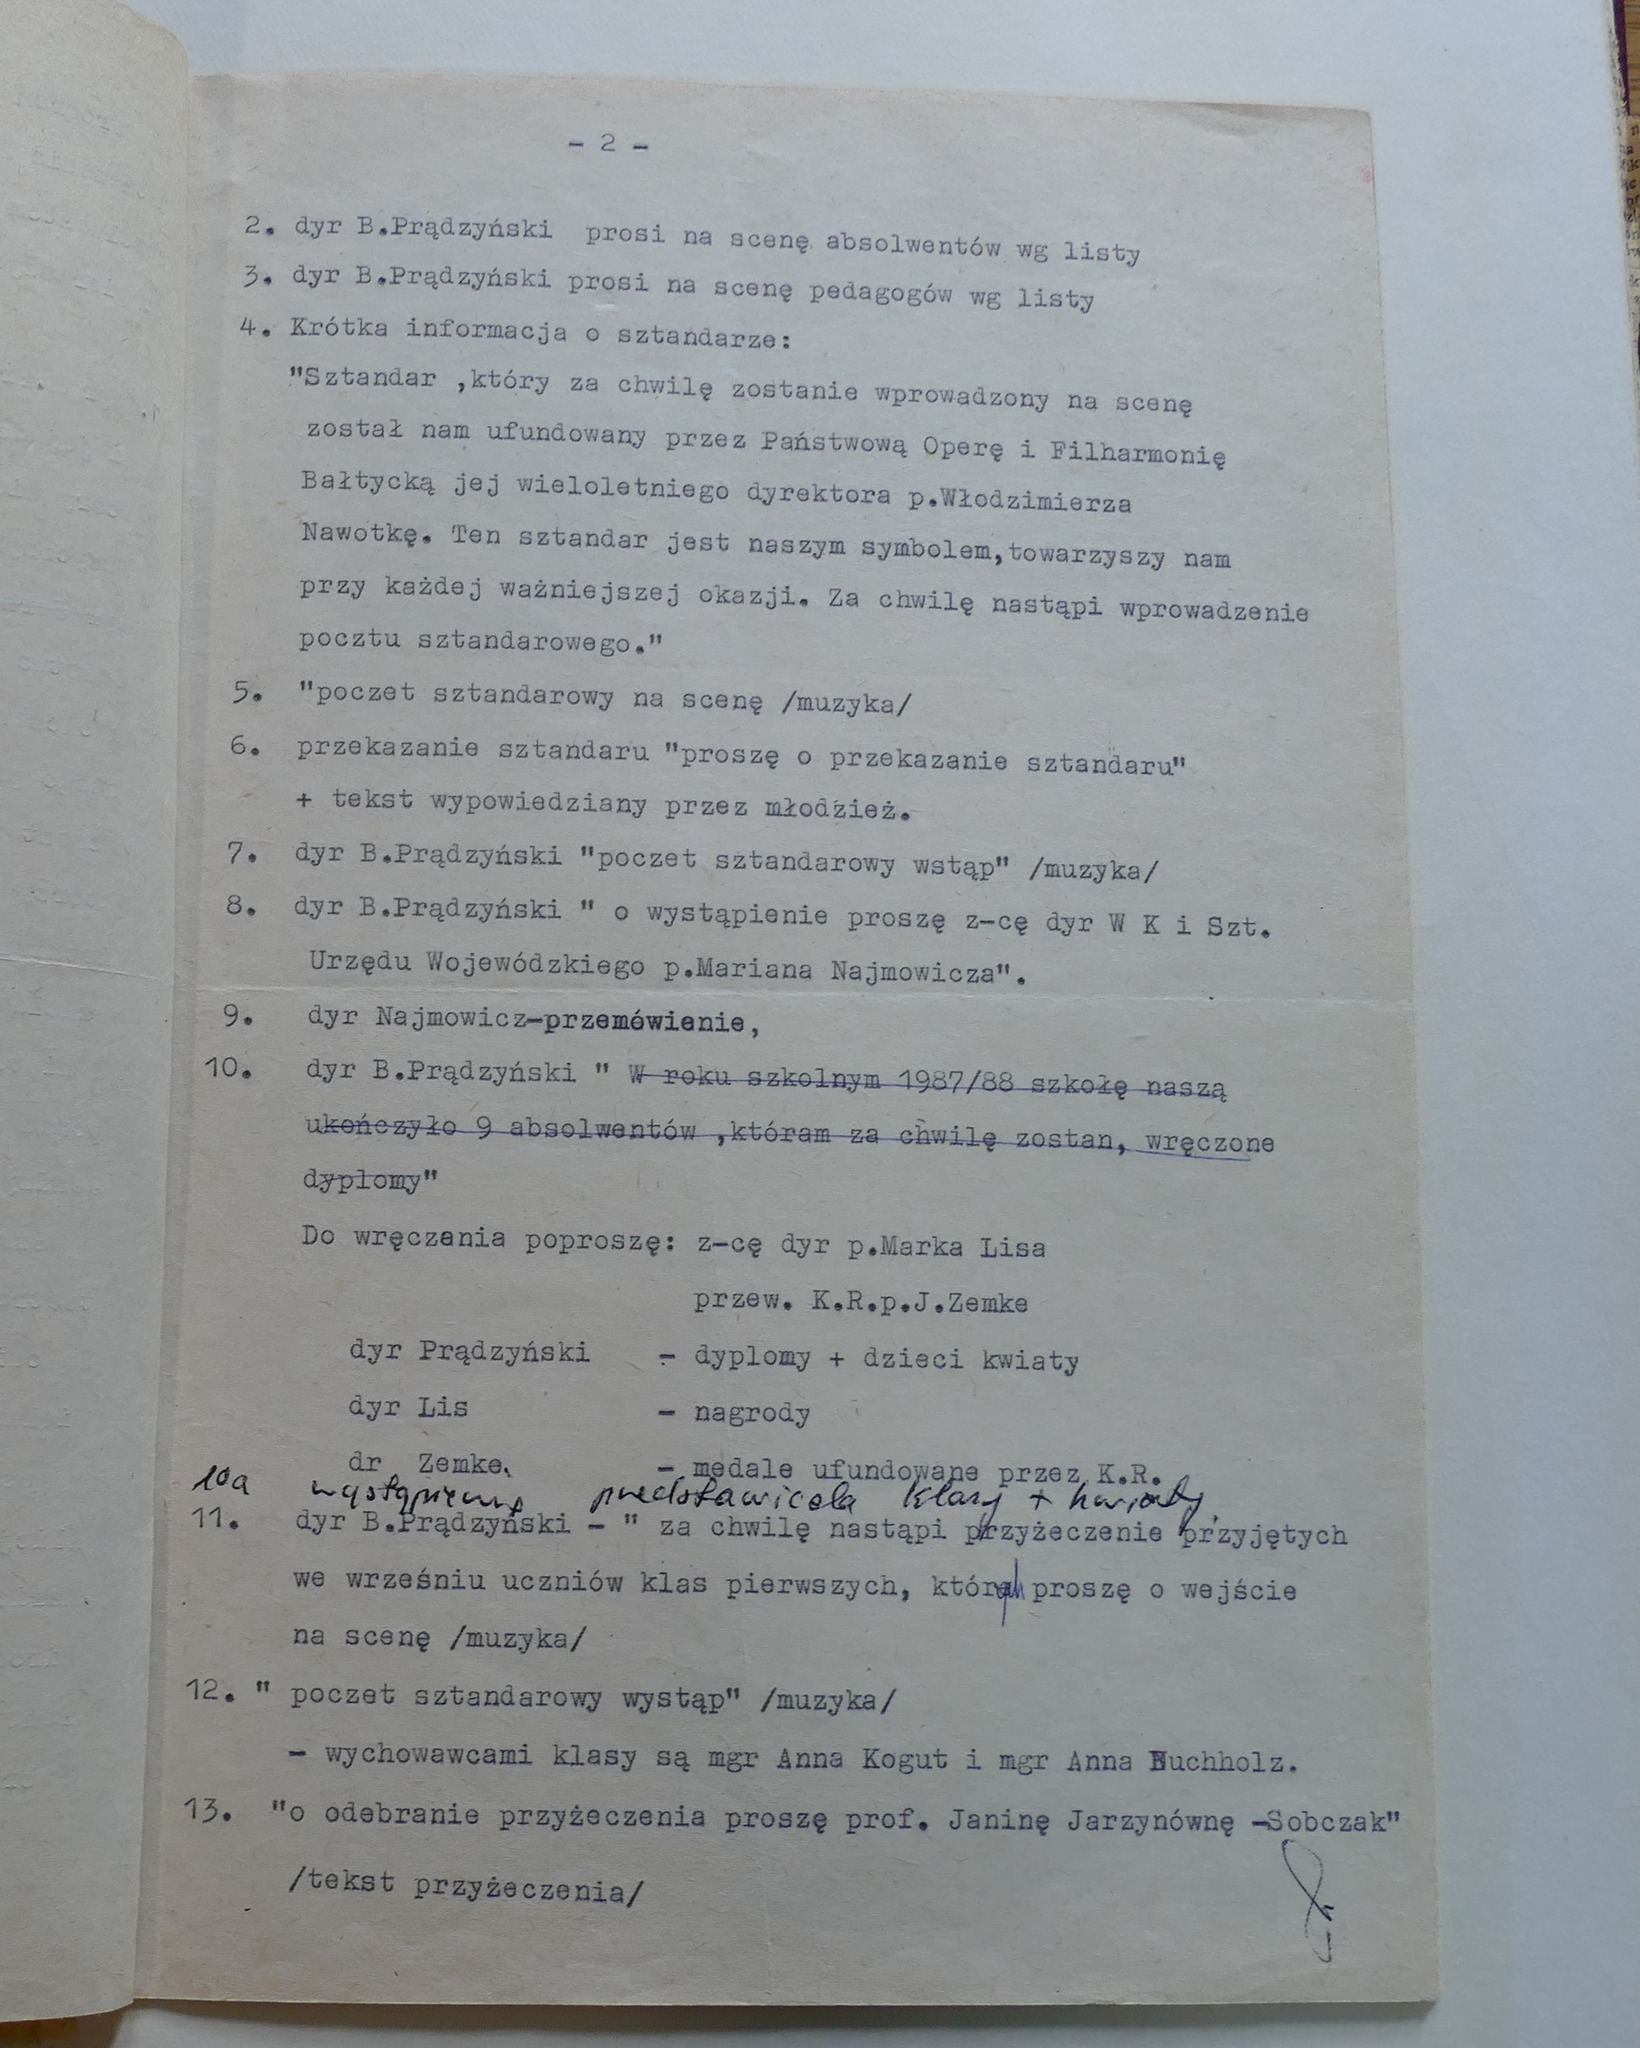 - 2 -
2. dyr B.Prądzyński prosi na scenę absolwentów wg listy
3. dyr B.Prądzyński prosi na scenę pedagogów wg listy
4. Krótka informacja o sztandarze:
"Sztandar ,który za chwilę zostanie wprowadzony na scenę
został nam ufundowany przez Państwową Operę i Filharmonię
Bałtycką jej wieloletniego dyrektora p.Włodzimierza
Nawotkę. Ten sztandar jest naszym symbolem,towarzyszy nam
przy każdej ważniejszej okazji. Za chwilę nastąpi wprowadzenie
pocztu sztandarowego."
5. "poczet sztandarowy na scenę /muzyka/
6. przekazanie sztandaru "proszę o przekazanie sztandaru"
+ tekst wypowiedziany przez młodzież.
7. dyr B.Prądzyński "poczet sztandarowy wstąp" /muzyka/
8. dyr B.Prądzyński " o wystąpienie proszę z-cę dyr W K i Szt.
Urzędu Wojewódzkiego p.Mariana Najmowicza".
9. dyr Najmowicz-przemówienie,
10. dyr B.Prądzyński " W roku szkolnym 1987/88 szkołę naszą
ukończyło 9 absolwentów ,któram za chwilę zostan, wręczone
dyplomy"
Do wręczenia poproszę: z-cę dyr p.Marka Lisa
przew. K.R.p.J.Zemke
dyr Prądzyński - dyplomy + dzieci kwiaty
dyr Lis - nagrody
dr Zemke. - medale ufundowane przez K.R.
10a wystąpienie przedstawiciela klasy + kwiaty
11. dyr B.Prądzyński - " za chwilę nastąpi przyżeczenie przyjętych
we wrześniu uczniów klas pierwszych, których proszę o wejście
na scenę /muzyka/
12. " poczet sztandarowy wystąp" /muzyka/
- wychowawcami klasy są mgr Anna Kogut i mgr Anna Buchholz.
13. "o odebranie przyżeczenia proszę prof. Janinę Jarzynównę -Sobczak"
/tekst przyżeczenia/